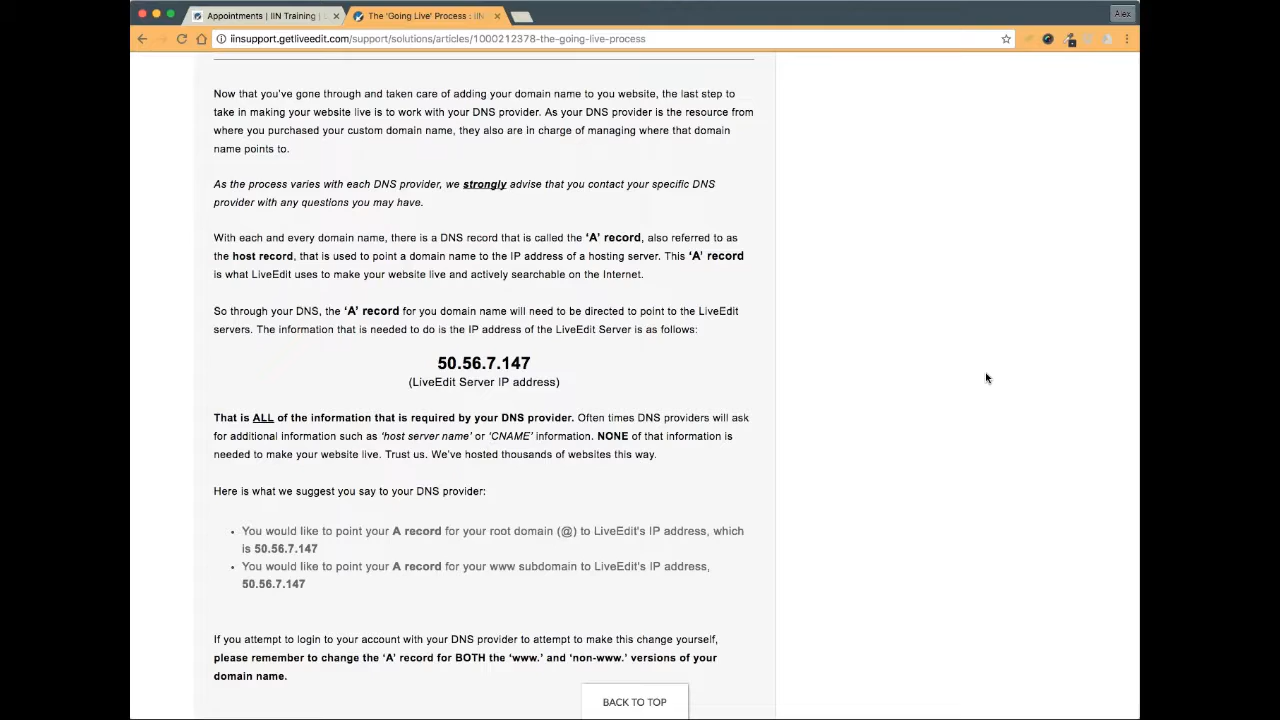 Appointments | IIN Training |
The 'Going Live' Process : IIN
Alex
iinsupport.getliveedit.com/support/solutions/articles/1000212378-the-going-live-process
Now that you've gone through and taken care of adding your domain name to you website, the last step to
take in making your website live is to work with your DNS provider. As your DNS provider is the resource from
where you purchased your custom domain name, they also are in charge of managing where that domain
name points to.
As the process varies with each DNS provider, we strongly advise that you contact your specific DNS
provider with any questions you may have.
With each and every domain name, there is a DNS record that is called the 'A' record, also referred to as
the host record, that is used to point a domain name to the IP address of a hosting server. This 'A' record
is what LiveEdit uses to make your website live and actively searchable on the Internet.
So through your DNS, the 'A' record for you domain name will need to be directed to point to the LiveEdit
servers. The information that is needed to do is the IP address of the LiveEdit Server is as follows:
50.56.7.147
(LiveEdit Server IP address)
That is ALL of the information that is required by your DNS provider. Often times DNS providers will ask
for additional information such as 'host server name' or 'CNAME' information. NONE of that information is
needed to make your website live. Trust us. We've hosted thousands of websites this way.
Here is what we suggest you say to your DNS provider:
• You would like to point your A record for your root domain (@) to LiveEdit's IP address, which
is 50.56.7.147
• You would like to point your A record for your www subdomain to LiveEdit's IP address,
50.56.7.147
If you attempt to login to your account with your DNS provider to attempt to make this change yourself,
please remember to change the 'A' record for BOTH the 'www.' and 'non-www.' versions of your
domain name.
BACK TO TOP